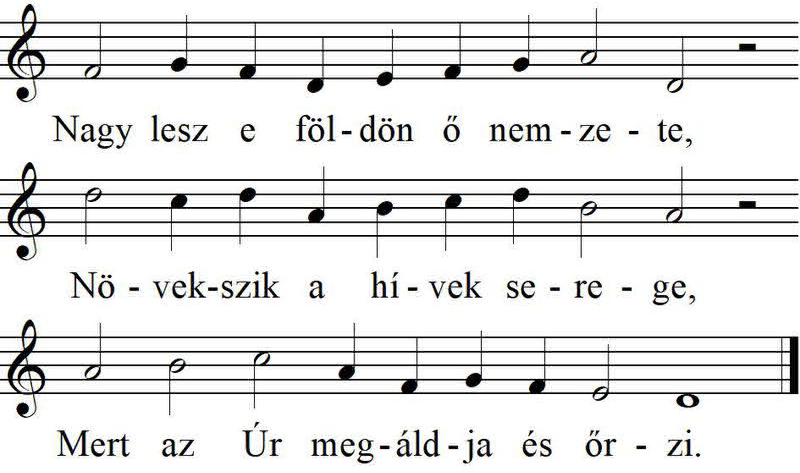 Nagy lesz e föl-dön ő nem-ze-te,
Nö-vek-szik a hí-vek se-re-ge,
Mert az Úr meg-áld-ja és őr-zi.